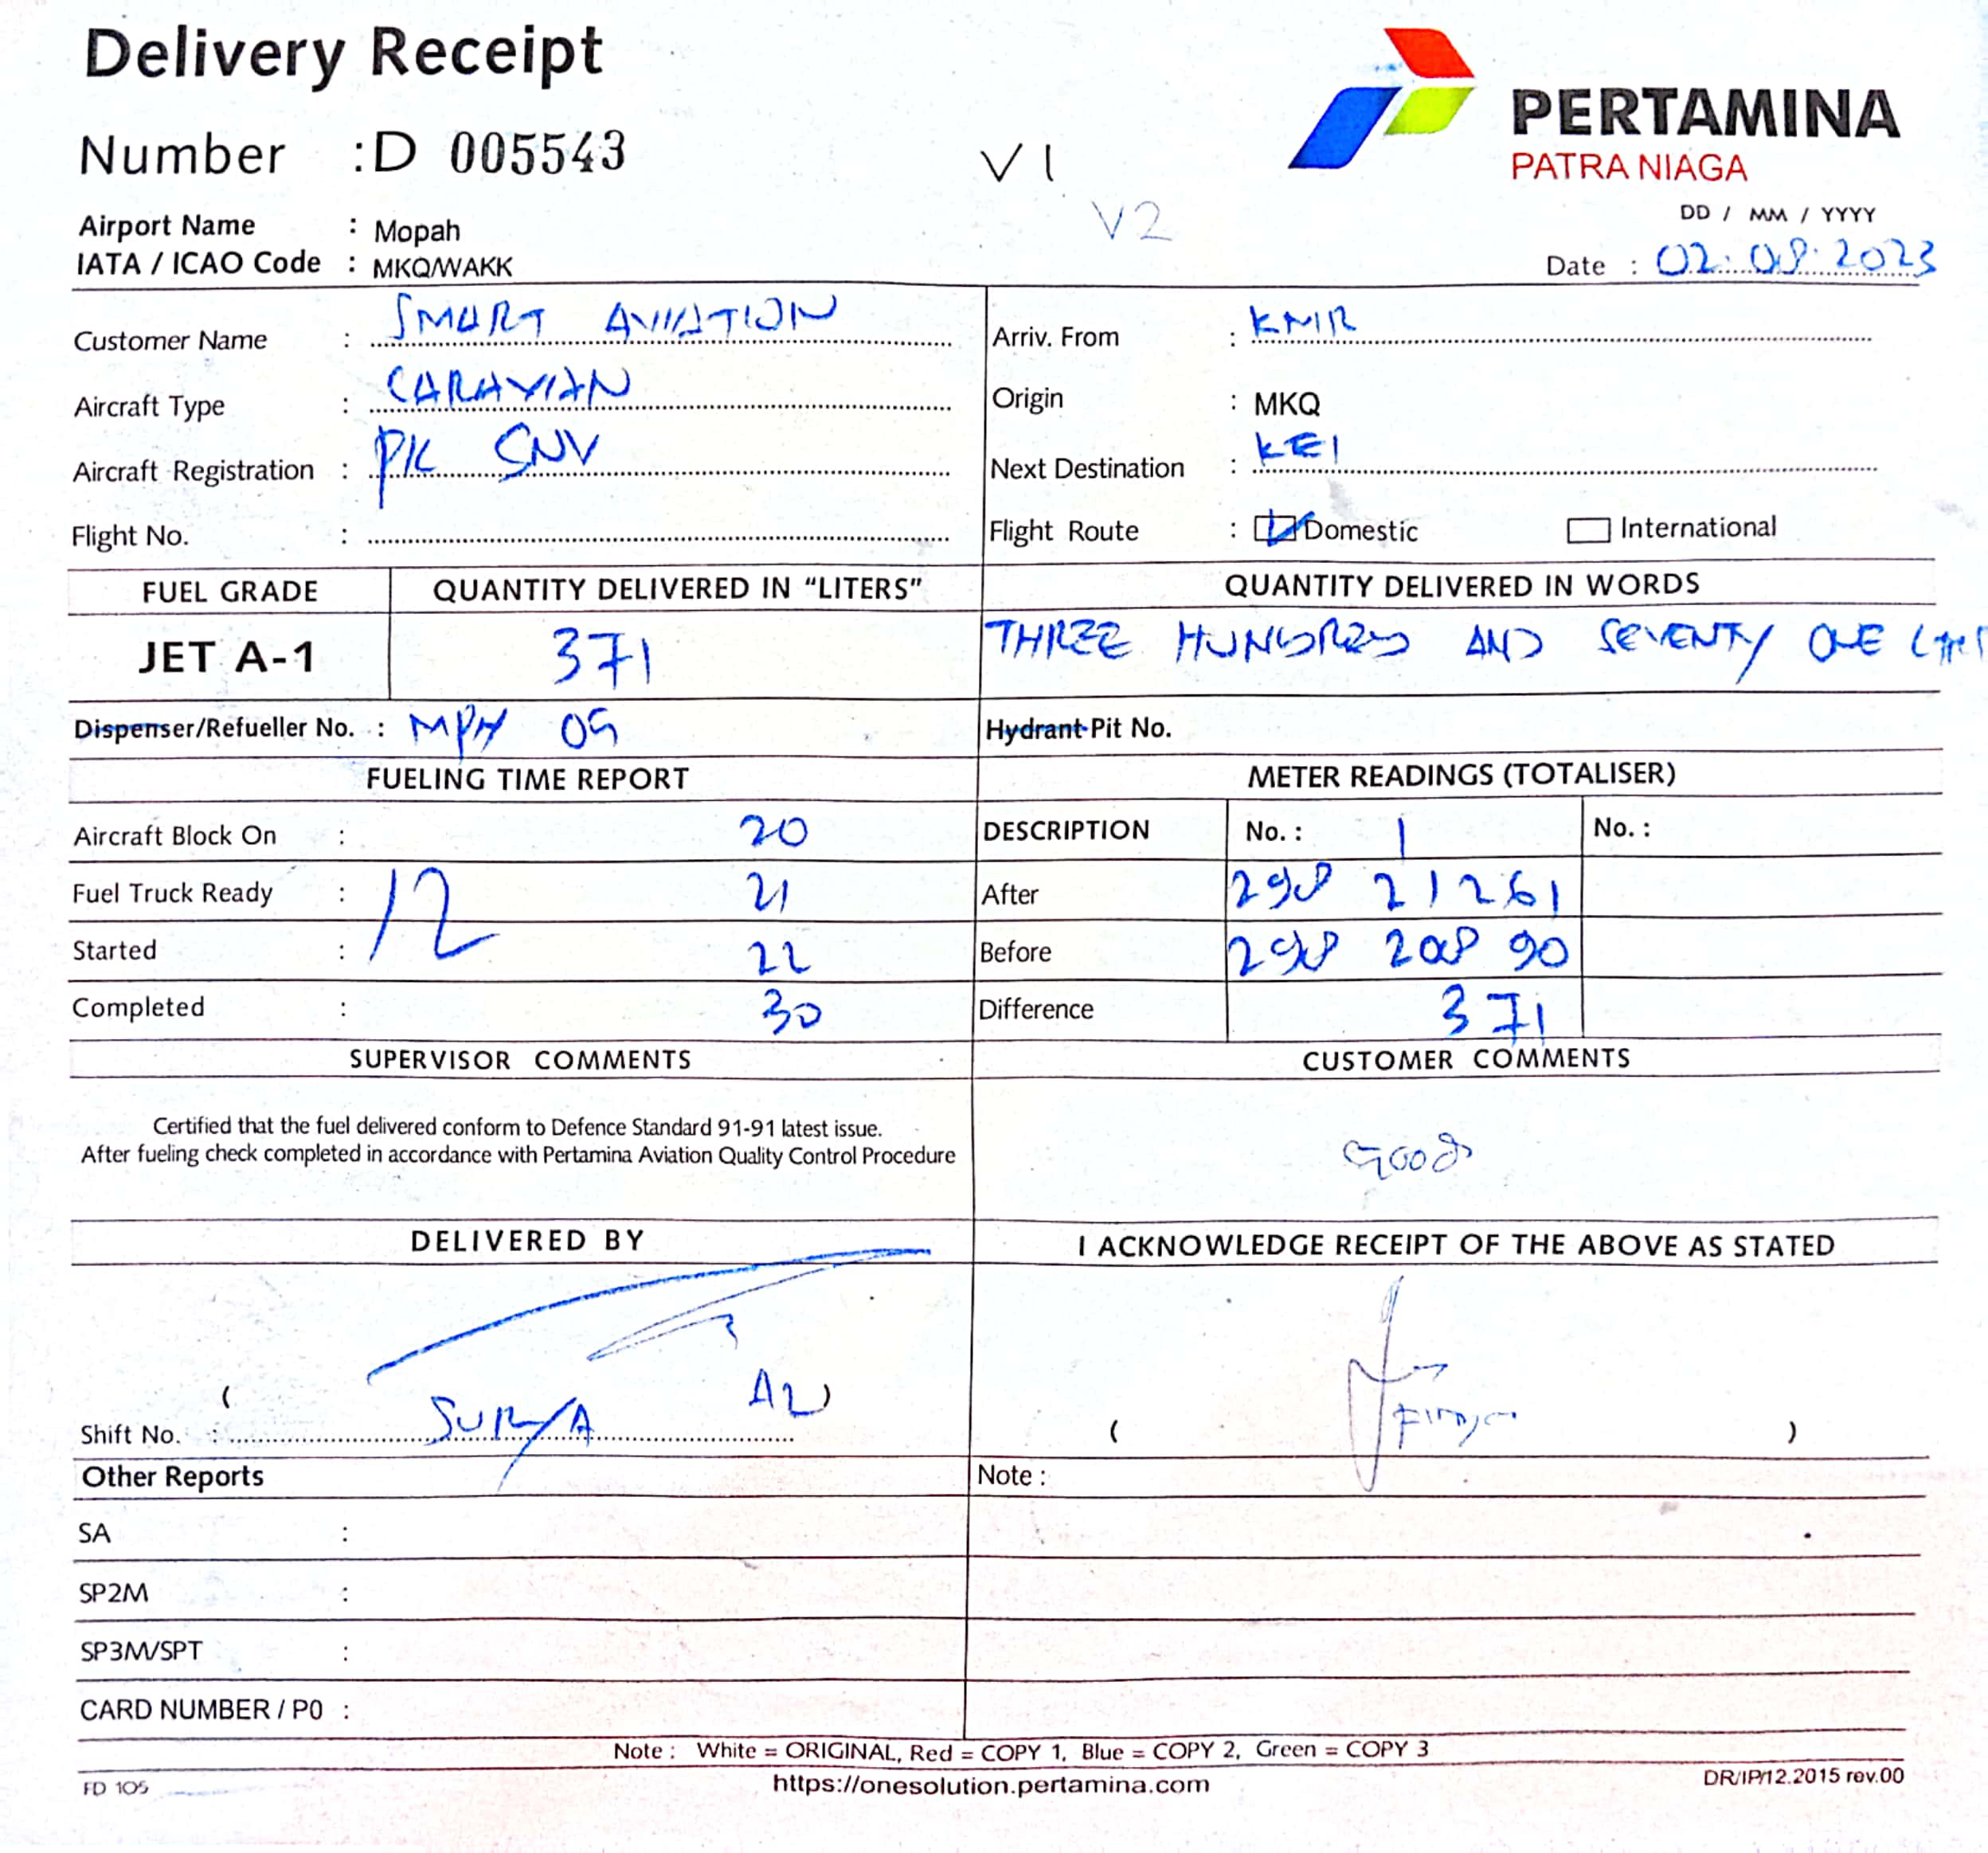 Delivery Receipt
Number : D 005543
V1
V2
PERTAMINA
PATRA NIAGA
Airport Name : Mopah
IATA / ICAO Code : MKQ/WAKK
DD / MM / YYYY
Date : 02.08.2023
Customer Name : SMART AVIATION
Arriv. From : KMR
Aircraft Type : CARAVIAN
Origin : MKQ
Aircraft Registration : PK SNV
Next Destination : KEI
Flight No. :
Flight Route : Domestic International
FUEL GRADE QUANTITY DELIVERED IN “LITERS” QUANTITY DELIVERED IN WORDS
JET A-1 371 THREE HUNDRED AND SEVENTY ONE
Dispenser/Refueller No. : MPH 09 Hydrant Pit No.
FUELING TIME REPORT METER READINGS (TOTALISER)
Aircraft Block On : 20 DESCRIPTION No. : 1 No. :
Fuel Truck Ready : 12 21 After 298 21261
Started : 22 Before 298 208 90
Completed : 30 Difference 371
SUPERVISOR COMMENTS CUSTOMER COMMENTS
Certified that the fuel delivered conform to Defence Standard 91-91 latest issue.
After fueling check completed in accordance with Pertamina Aviation Quality Control Procedure
Good
DELIVERED BY I ACKNOWLEDGE RECEIPT OF THE ABOVE AS STATED
( A2)
Shift No. : SURYA ( )
Other Reports Note :
SA :
SP2M :
SP3M/SPT :
CARD NUMBER / P0 :
Note : White = ORIGINAL, Red = COPY 1, Blue = COPY 2, Green = COPY 3
FD 105 https://onesolution.pertamina.com DR/IP/12.2015 rev.00